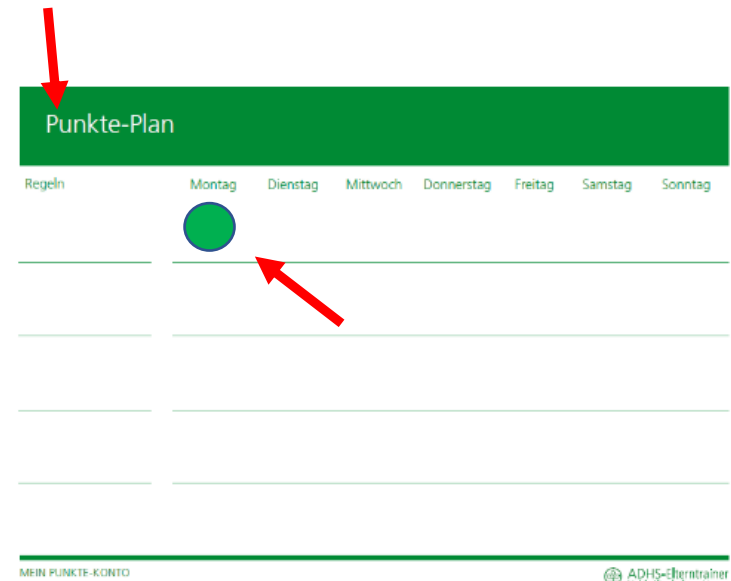 Punkte-Plan
Regeln Montag Dienstag Mittwoch Donnerstag Freitag Samstag Sonntag
MEIN PUNKTE-KONTO ADHS-Elterntrainer